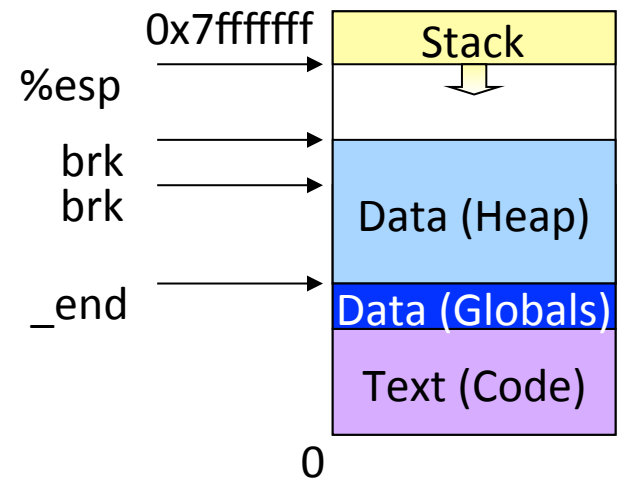 0x7fffffff
Stack
%esp
brk
brk
Data (Heap)
_end
Data (Globals)
Text (Code)
0